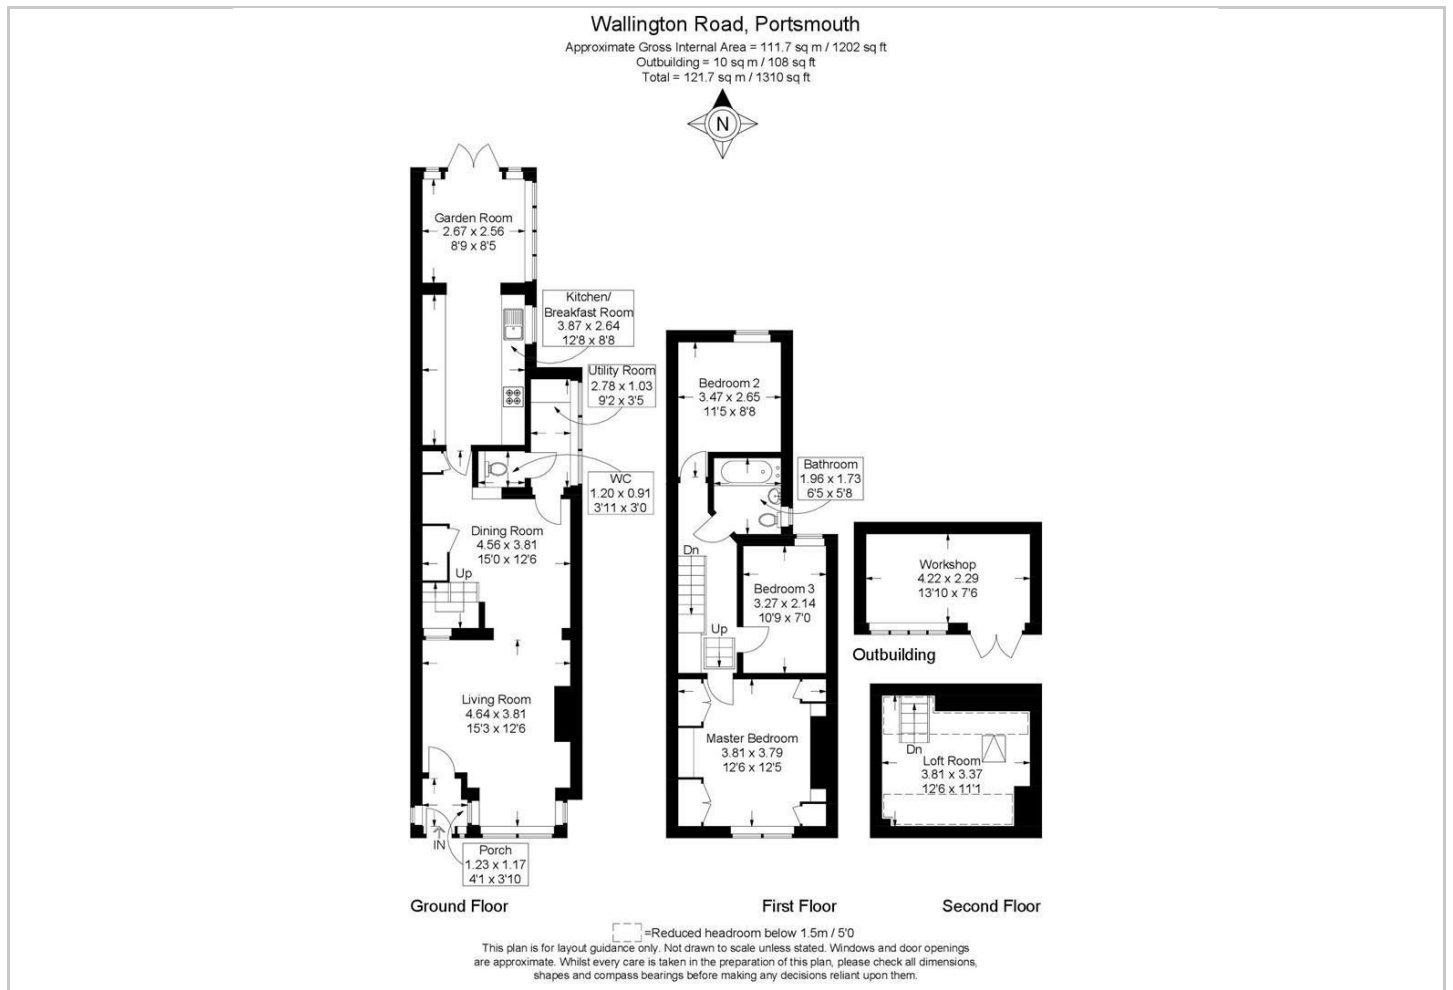 Wallington Road, Portsmouth
Approximate Gross Internal Area = 111.7 sq m / 1202 sq ft
Outbuilding = 10 sq m / 108 sq ft
Total = 121.7 sq m / 1310 sq ft
N
Garden Room
2.67 x 2.56
8'9 x 8'5
Kitchen/
Breakfast Room
3.87 x 2.64
12'8 x 8'8
Utility Room
2.78 x 1.03
9'2 x 3'5
WC
1.20 x 0.91
3'11 x 3'0
Dining Room
4.56 x 3.81
15'0 x 12'6
Up
Living Room
4.64 x 3.81
15'3 x 12'6
IN
Porch
1.23 x 1.17
4'1 x 3'10
Ground Floor
Bedroom 2
3.47 x 2.65
11'5 x 8'8
Bathroom
1.96 x 1.73
6'5 x 5'8
Dn
Bedroom 3
3.27 x 2.14
10'9 x 7'0
Up
Master Bedroom
3.81 x 3.79
12'6 x 12'5
First Floor
Workshop
4.22 x 2.29
13'10 x 7'6
Outbuilding
Dn
Loft Room
3.81 x 3.37
12'6 x 11'1
Second Floor
=Reduced headroom below 1.5m / 5'0
This plan is for layout guidance only. Not drawn to scale unless stated. Windows and door openings
are approximate. Whilst every care is taken in the preparation of this plan, please check all dimensions,
shapes and compass bearings before making any decisions reliant upon them.